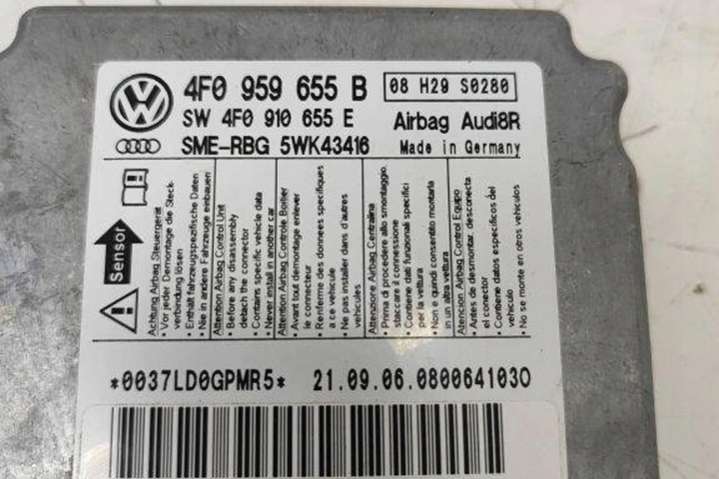 4F0 959 655 B
08 H29 S0280
SW 4F0 910 655 E
Airbag Audi8R
SME-RBG 5WK43416
Made in Germany
Sensor
Achtung Airbag Steuergerät
• Vor jeder Demontage die Steck-
verbindung lösen
• Enthält fahrzeugspezifische Daten
• Nie in andere Fahrzeuge einbauen
Attention Airbag Control Unit
• Before any disassembly
detach the connector
• Contains specific vehicle data
• Never install in another car
Attention Airbag Controle Boitier
• Avant tout demontage enlever
le connecteur
• Renferme des donnees specifiques
a ce vehicule
• Ne pas installer dans d'autres
vehicules
Attenzione Airbag Centralina
• Prima di procedere allo smontaggio,
staccare il connessione
• Contiene dati funzionali specifici
per la vettura
• Non e quindi consentito montarla
in un altra vettura
Atencion Airbag Control Equipo
• Antes de desmontar, desconecta
el conector
• Contiene datos específicos del
vehiculo
• No se monte en otros vehiculos
*0037LD0GPMR5*
21.09.06.0800641030